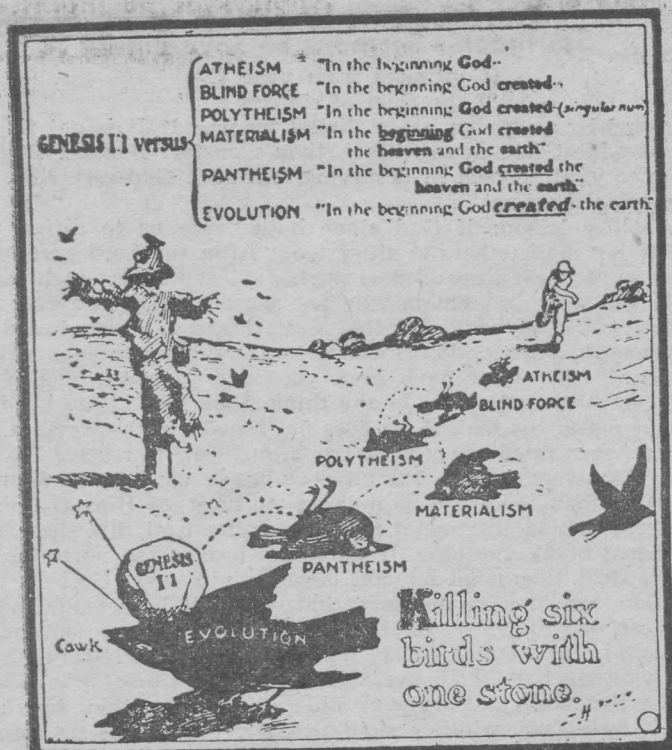 ATHEISM "In the beginning God··
BLIND FORCE "In the beginning God created··
POLYTHEISM "In the beginning God created·(singular num)
GENESIS I:1 versus
MATERIALISM "In the beginning God created
the heaven and the earth."
PANTHEISM "In the beginning God created the
heaven and the earth."
EVOLUTION "In the beginning God created· the earth."
ATHEISM
BLIND FORCE
POLYTHEISM
MATERIALISM
PANTHEISM
GENESIS
I:1
EVOLUTION
Cawk
Killing six
birds with
one stone.
H